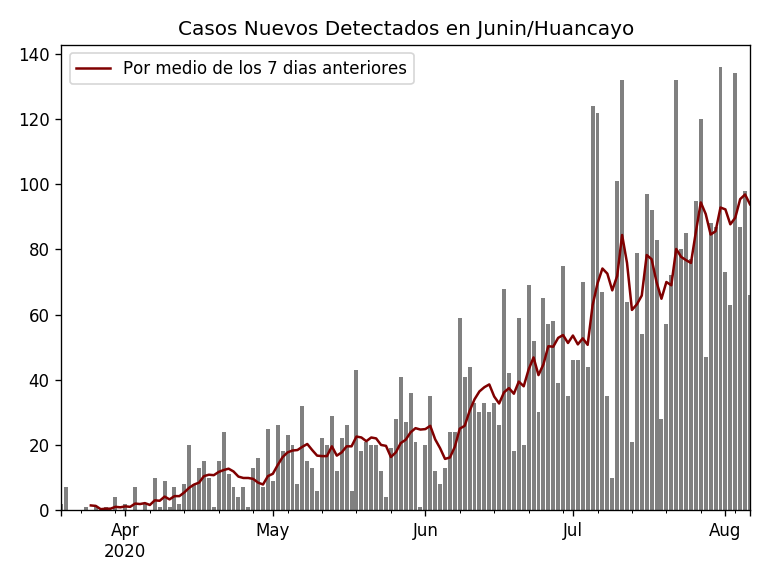 Casos Nuevos Detectados en Junin/Huancayo
Por medio de los 7 dias anteriores
140
120
100
80
60
40
20
0
Apr
2020
May
Jun
Jul
Aug